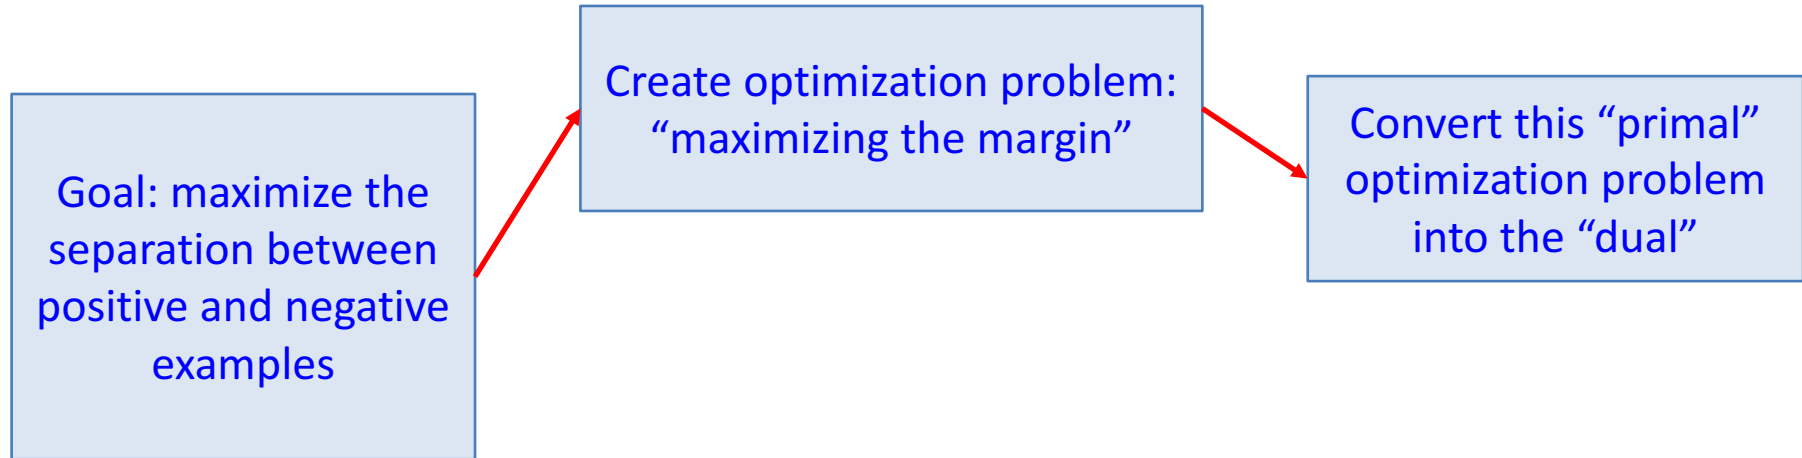 Goal: maximize the
separation between
positive and negative
examples
Create optimization problem:
“maximizing the margin”
Convert this “primal”
optimization problem
into the “dual”